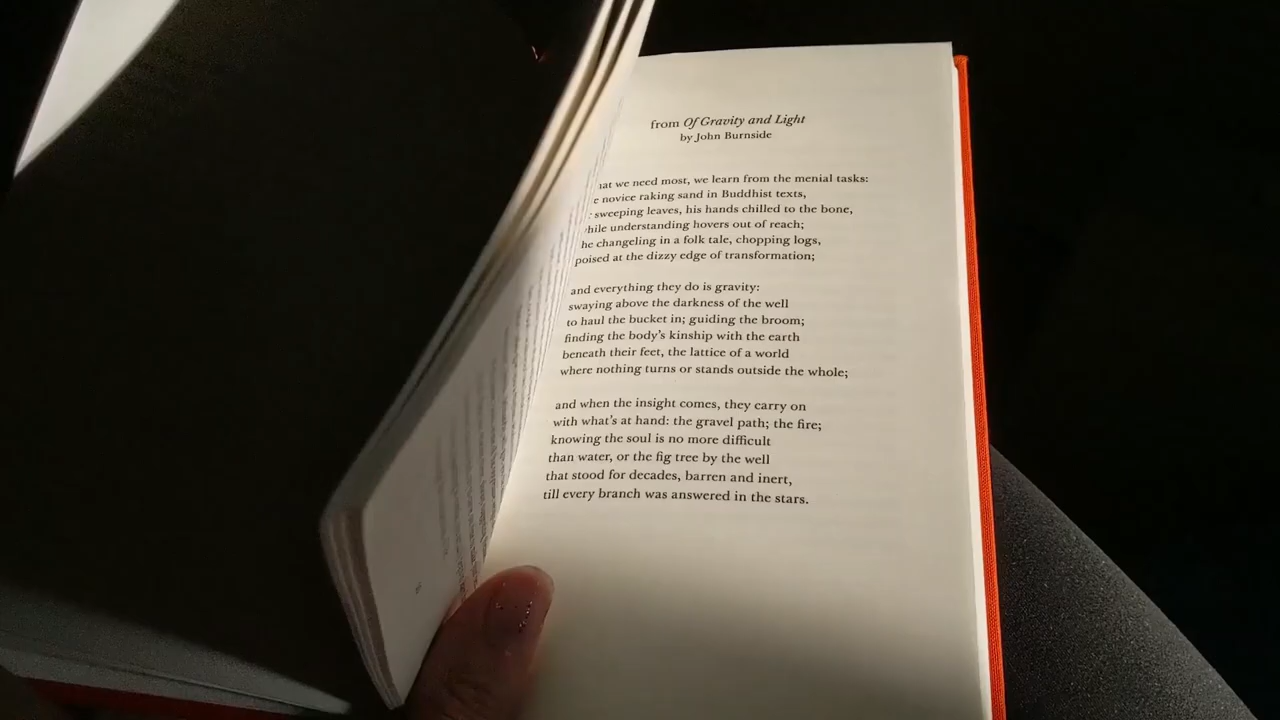 from Of Gravity and Light
by John Burnside
we need most, we learn from the menial tasks:
novice raking sand in Buddhist texts,
sweeping leaves, his hands chilled to the bone,
understanding hovers out of reach;
changeling in a folk tale, chopping logs,
poised at the dizzy edge of transformation;
and everything they do is gravity:
swaying above the darkness of the well
to haul the bucket in; guiding the broom;
finding the body's kinship with the earth
beneath their feet, the lattice of a world
where nothing turns or stands outside the whole;
and when the insight comes, they carry on
with what's at hand: the gravel path; the fire;
knowing the soul is no more difficult
than water, or the fig tree by the well
that stood for decades, barren and inert,
till every branch was answered in the stars.